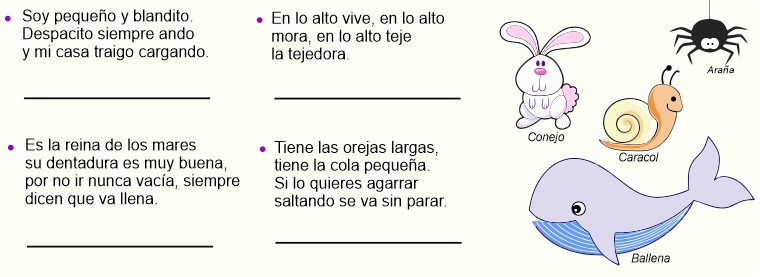 • Soy pequeño y blandito.
Despacito siempre ando
y mi casa traigo cargando.
• En lo alto vive, en lo alto
mora, en lo alto teje
la tejedora.
• Es la reina de los mares
su dentadura es muy buena,
por no ir nunca vacía, siempre
dicen que va llena.
• Tiene las orejas largas,
tiene la cola pequeña.
Si lo quieres agarrar
saltando se va sin parar.
Araña
Conejo
Caracol
Ballena